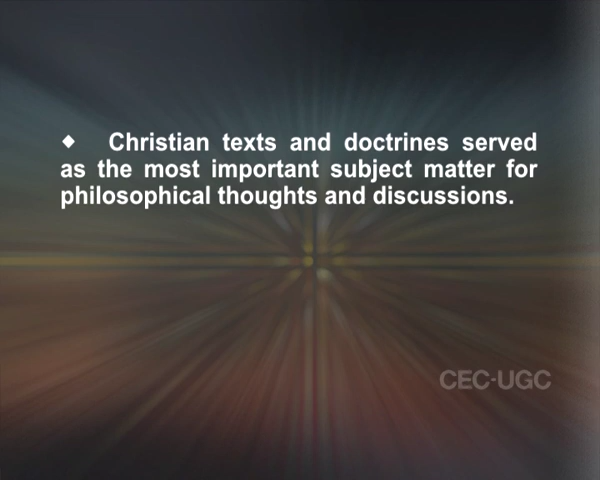 ◆ Christian texts and doctrines served
as the most important subject matter for
philosophical thoughts and discussions.
CEC-UGC